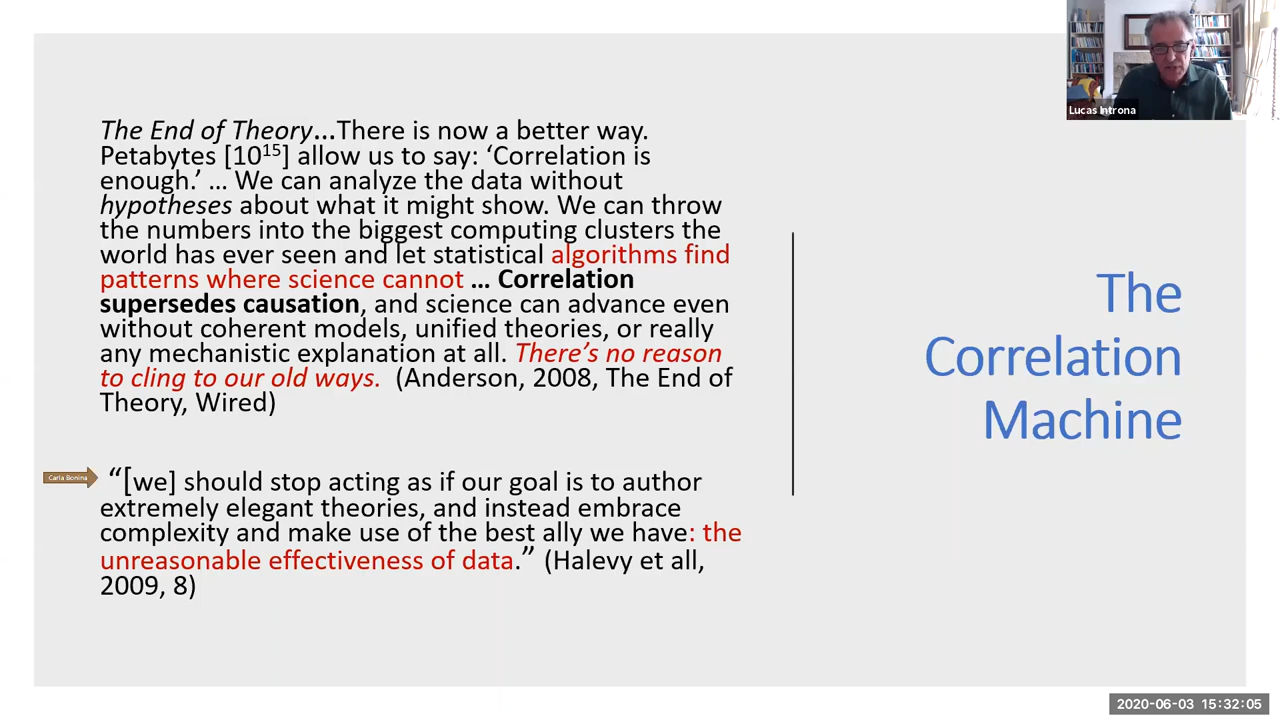 Lucas Introna
The End of Theory...There is now a better way.
Petabytes [10¹⁵] allow us to say: ‘Correlation is
enough.’ ... We can analyze the data without
hypotheses about what it might show. We can throw
the numbers into the biggest computing clusters the
world has ever seen and let statistical algorithms find
patterns where science cannot ... Correlation
supersedes causation, and science can advance even
without coherent models, unified theories, or really
any mechanistic explanation at all. There’s no reason
to cling to our old ways. (Anderson, 2008, The End of
Theory, Wired)
Carla Bonina
“[we] should stop acting as if our goal is to author
extremely elegant theories, and instead embrace
complexity and make use of the best ally we have: the
unreasonable effectiveness of data.” (Halevy et all,
2009, 8)
The
Correlation
Machine
2020-06-03 15:32:05